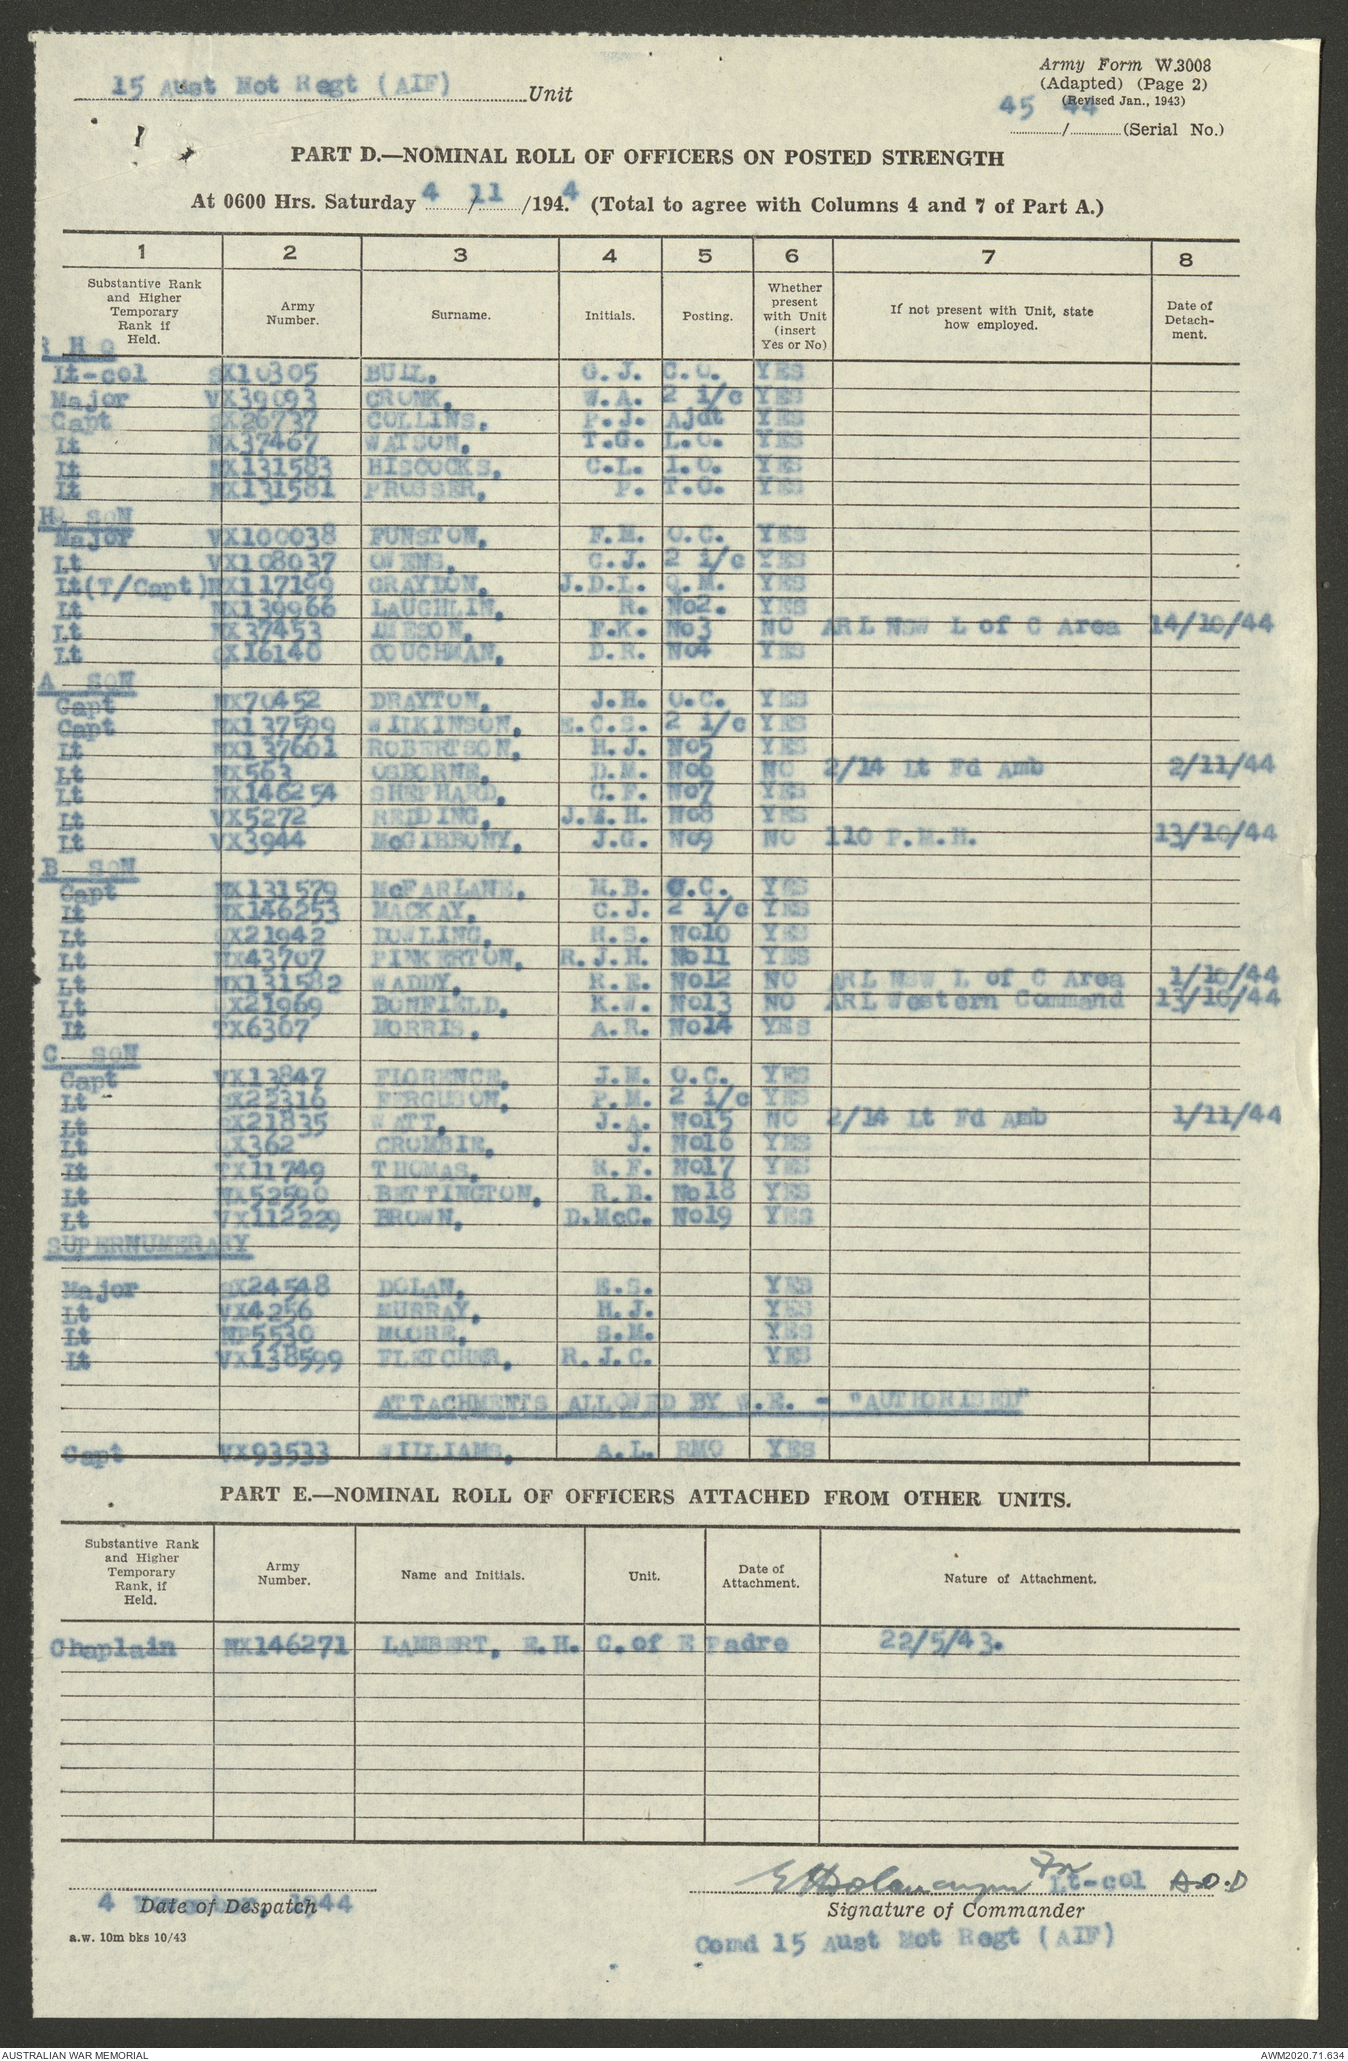 Army Form W.3008
15 Aust Mot Regt (AIF) Unit (Adapted) (Page 2)
(Revised Jan., 1943)
45 / 44 (Serial No.)
PART D.—NOMINAL ROLL OF OFFICERS ON POSTED STRENGTH
At 0600 Hrs. Saturday 4/11/1944 (Total to agree with Columns 4 and 7 of Part A.)
1 2 3 4 5 6 7 8
Substantive Rank and Higher Temporary Rank if Held. Army Number. Surname. Initials. Posting. Whether present with Unit (insert Yes or No) If not present with Unit, state how employed. Date of Detach- ment.
R H Q
Lt-col SX10305 BULL, G. J. C.O. YES
Major VX39093 CRONK, W.A. 2 i/c YES
Capt X26737 COLLINS, P.J. Ajdt YES
Lt NX37467 WATSON, T.G. L.O. YES
Lt NX131583 HISCOCKS, C.L. I.O. YES
Lt NX131581 PROSSER, P. T.O. YES
HQ SQN
Major VX100038 FUNSTON, F.M. O.C. YES
Lt VX108037 OWENS, C.J. 2 i/c YES
Lt(T/Capt) NX117199 GRAYDON, J.D.L. Q.M. YES
Lt NX139966 LAUGHLIN, R. No2. YES
Lt NX37453 IMESON, F.K. No3 NO ARL NSW L of C Area 14/10/44
Lt QX16140 COUCHMAN, D.R. No4 YES
A SQN
Capt NX70452 DRAYTON, J.H. O.C. YES
Capt NX137599 WILKINSON, E.C.S. 2 i/c YES
Lt NX137601 ROBERTSON, H.J. No5 YES
Lt NX563 OSBORNE, D.M. No6 NO 2/14 Lt Fd Amb 2/11/44
Lt NX146254 SHEPHARD, C.F. No7 YES
Lt VX5272 REDDING, J.M.H. No8 YES
Lt VX3944 McGIBBONY, J.G. No9 NO 110 P.M.H. 13/10/44
B SQN
Capt NX131579 McFARLANE, M.B. O.C. YES
Lt NX146253 MACKAY, C.J. 2 i/c YES
Lt QX21942 DOWLING, H.S. No10 YES
Lt NX43707 PINKERTON, R.J.H. No11 YES
Lt NX131582 WADDY, R.E. No12 NO ARL NSW L of C Area 1/10/44
Lt X21969 BONFIELD, K.W. No13 NO ARL Western Command 13/10/44
Lt TX6367 MORRIS, A.R. No14 YES
C SQN
Capt VX13847 FLORENCE, J.M. O.C. YES
Lt X25316 FERGUSON, P.M. 2 i/c YES
Lt X21835 WATT, J.A. No15 NO 2/14 Lt Fd Amb 1/11/44
Lt X362 CROMBIE, J. No16 YES
Lt TX11749 THOMAS, R.F. No17 YES
Lt NX52590 BETTINGTON, R.B. No18 YES
Lt VX112229 BROWN, D.McC. No19 YES
SUPERNUMERARY
Major SX24548 DOLAN, E.S. YES
Lt VX4256 MURRAY, H.J. YES
Lt NP5530 MOORE, S.M. YES
Lt VX138599 FLETCHER, R.J.C. YES
ATTACHMENTS ALLOWED BY W.E. - "AUTHORISED"
Capt VX93533 WILLIAMS, A.L. RMO YES
PART E.—NOMINAL ROLL OF OFFICERS ATTACHED FROM OTHER UNITS.
Substantive Rank and Higher Temporary Rank, if Held. Army Number. Name and Initials. Unit. Date of Attachment. Nature of Attachment.
Chaplain NX146271 LAMBERT, E.H. C.of E Padre 22/5/43.
For Lt-col
4 November, 1944
Date of Despatch Signature of Commander
a.w. 10m bks 10/43 Comd 15 Aust Mot Regt (AIF)
AUSTRALIAN WAR MEMORIAL AWM2020.71.634